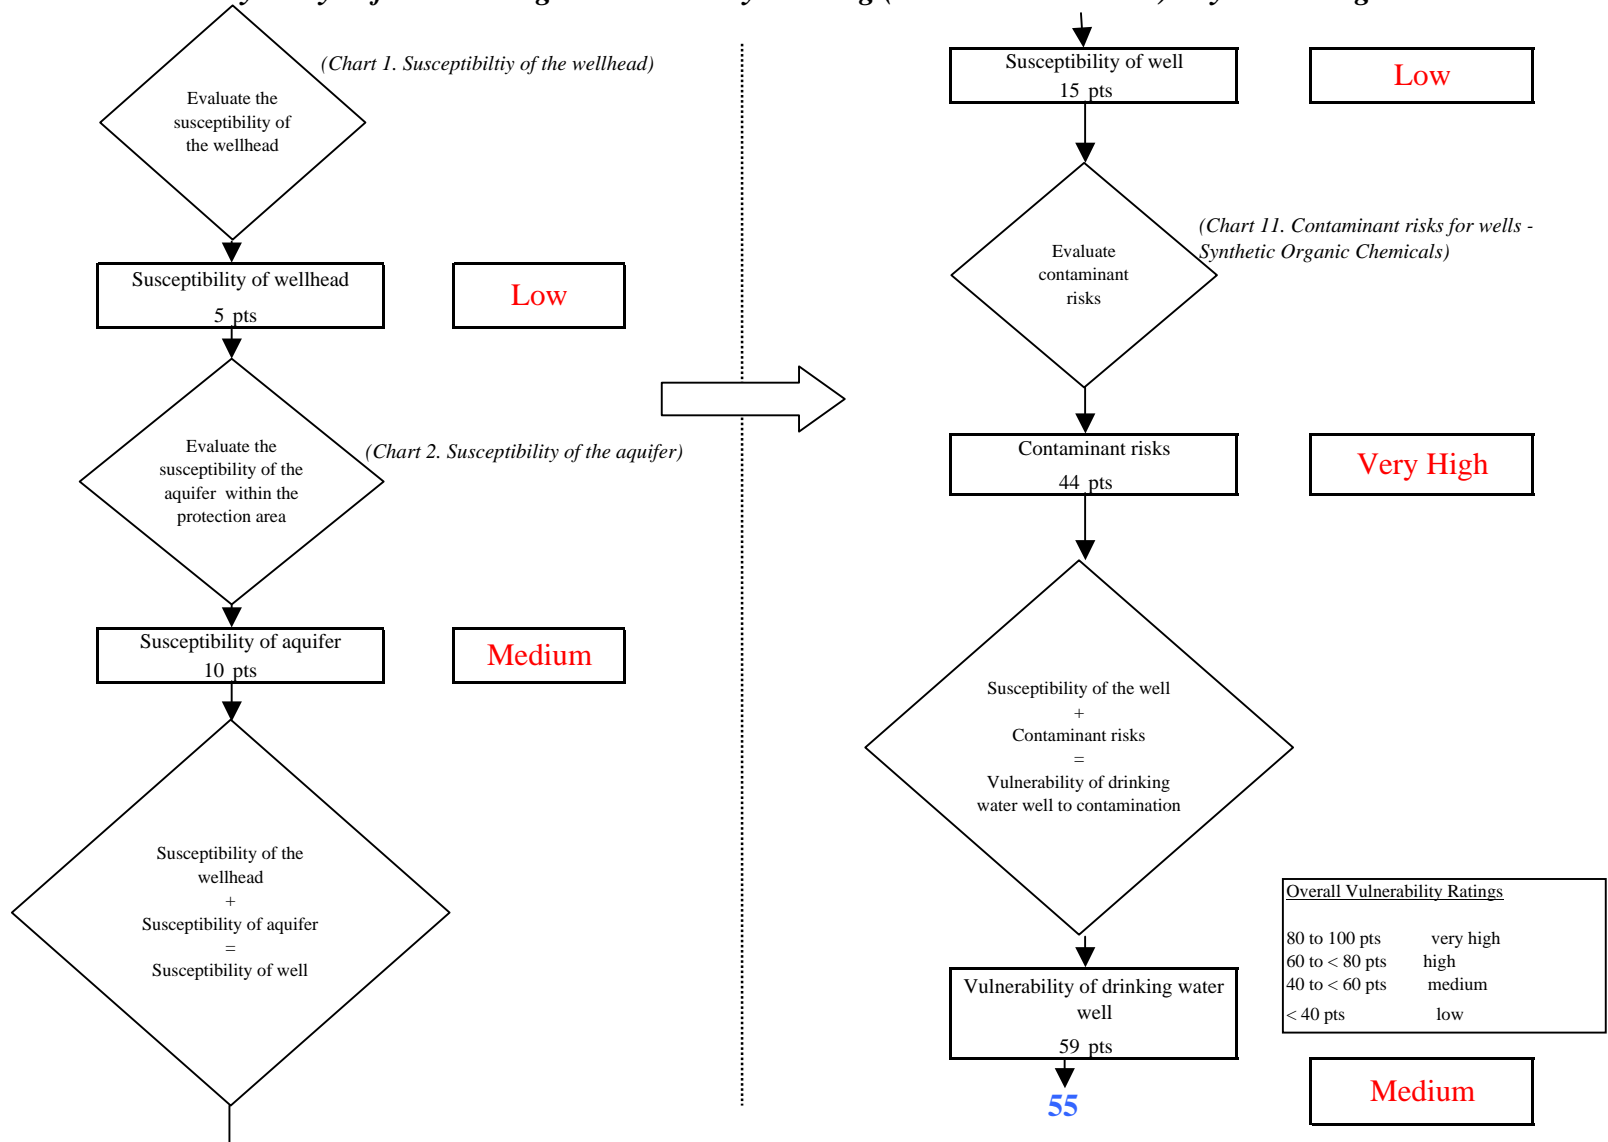 (Chart 1. Susceptibiltiy of the wellhead)
Evaluate the
susceptibility of
the wellhead
Susceptibility of wellhead
5 pts
Low
Evaluate the
susceptibility of the
aquifer within the
protection area
(Chart 2. Susceptibility of the aquifer)
Susceptibility of aquifer
10 pts
Medium
Susceptibility of the
wellhead
+
Susceptibility of aquifer
=
Susceptibility of well
Susceptibility of well
15 pts
Low
Evaluate
contaminant
risks
(Chart 11. Contaminant risks for wells -
Synthetic Organic Chemicals)
Contaminant risks
44 pts
Very High
Susceptibility of the well
+
Contaminant risks
=
Vulnerability of drinking
water well to contamination
Overall Vulnerability Ratings
80 to 100 pts very high
60 to < 80 pts high
40 to < 60 pts medium
< 40 pts low
Vulnerability of drinking water
well
59 pts
55
Medium